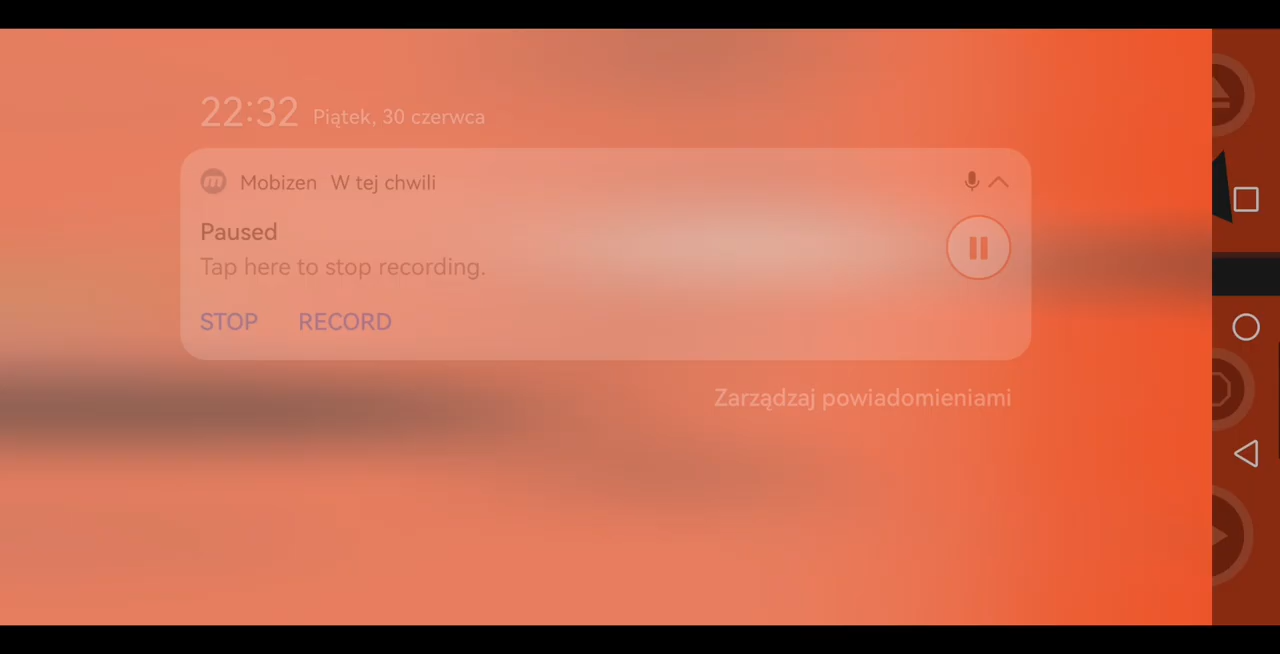 22:32 Piątek, 30 czerwca
Mobizen W tej chwili
Paused
Tap here to stop recording.
STOP RECORD
Zarządzaj powiadomieniami